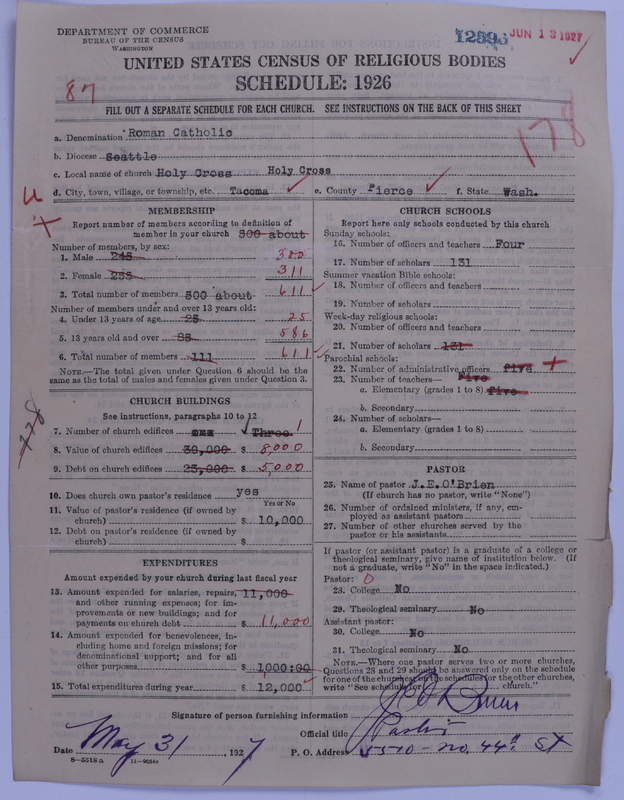 DEPARTMENT OF COMMERCE
BUREAU OF THE CENSUS
WASHINGTON
12595 JUN 13 1927
UNITED STATES CENSUS OF RELIGIOUS BODIES
SCHEDULE: 1926
87
FILL OUT A SEPARATE SCHEDULE FOR EACH CHURCH. SEE INSTRUCTIONS ON THE BACK OF THIS SHEET
178
a. Denomination Roman Catholic
b. Diocese Seattle
c. Local name of church Holy Cross Holy Cross
d. City, town, village, or township, etc. Tacoma e. County Pierce f. State Wash.
MEMBERSHIP
Report number of members according to definition of
member in your church 500 about
Number of members, by sex:
1. Male 245 300
2. Female 255 311
3. Total number of members 500 about 611
Number of members under and over 13 years old:
4. Under 13 years of age 25 25
5. 13 years old and over 85 586
6. Total number of members 111 611
NOTE.—The total given under Question 6 should be
the same as the total of males and females given under Question 3.
CHURCH BUILDINGS
See instructions, paragraphs 10 to 12
178
7. Number of church edifices one Three 1
8. Value of church edifices 30,000 $ 8,000
9. Debt on church edifices 25,000 $ 5,000
10. Does church own pastor's residence yes
Yes or No
11. Value of pastor's residence (if owned by
church) $ 10,000
12. Debt on pastor's residence (if owned by
church) $
EXPENDITURES
Amount expended by your church during last fiscal year
13. Amount expended for salaries, repairs, 11,000
and other running expenses; for im-
provements or new buildings; and for
payments on church debt $ 11,000
14. Amount expended for benevolences, in-
cluding home and foreign missions; for
denominational support; and for all
other purposes $ 1000:00
15. Total expenditures during year $ 12,000
CHURCH SCHOOLS
Report here only schools conducted by this church
Sunday schools:
16. Number of officers and teachers Four
17. Number of scholars 131
Summer vacation Bible schools:
18. Number of officers and teachers
19. Number of scholars
Week-day religious schools:
20. Number of officers and teachers
21. Number of scholars 131
Parochial schools:
22. Number of administrative officers five
23. Number of teachers— Five
a. Elementary (grades 1 to 8) five
b. Secondary
24. Number of scholars—
a. Elementary (grades 1 to 8)
b. Secondary
PASTOR
25. Name of pastor J.E.O'Brien
(If church has no pastor, write "None")
26. Number of ordained ministers, if any, em-
ployed as assistant pastors
27. Number of other churches served by the
pastor or his assistants
If pastor (or assistant pastor) is a graduate of a college or
theological seminary, give name of institution below. (If
not a graduate, write "No" in the space indicated.)
Pastor: 0
28. College No
29. Theological seminary No
Assistant pastor:
30. College No
31. Theological seminary No
NOTE.—Where one pastor serves two or more churches,
Questions 28 and 29 should be answered only on the schedule
for one of the churches; on the schedules for the other churches,
write "See schedule for church."
Signature of person furnishing information J E O'Brien
Official title Pastor
Date May 31, 1927 P. O. Address 5510 - no. 44th St
8—5518 a 11—9684